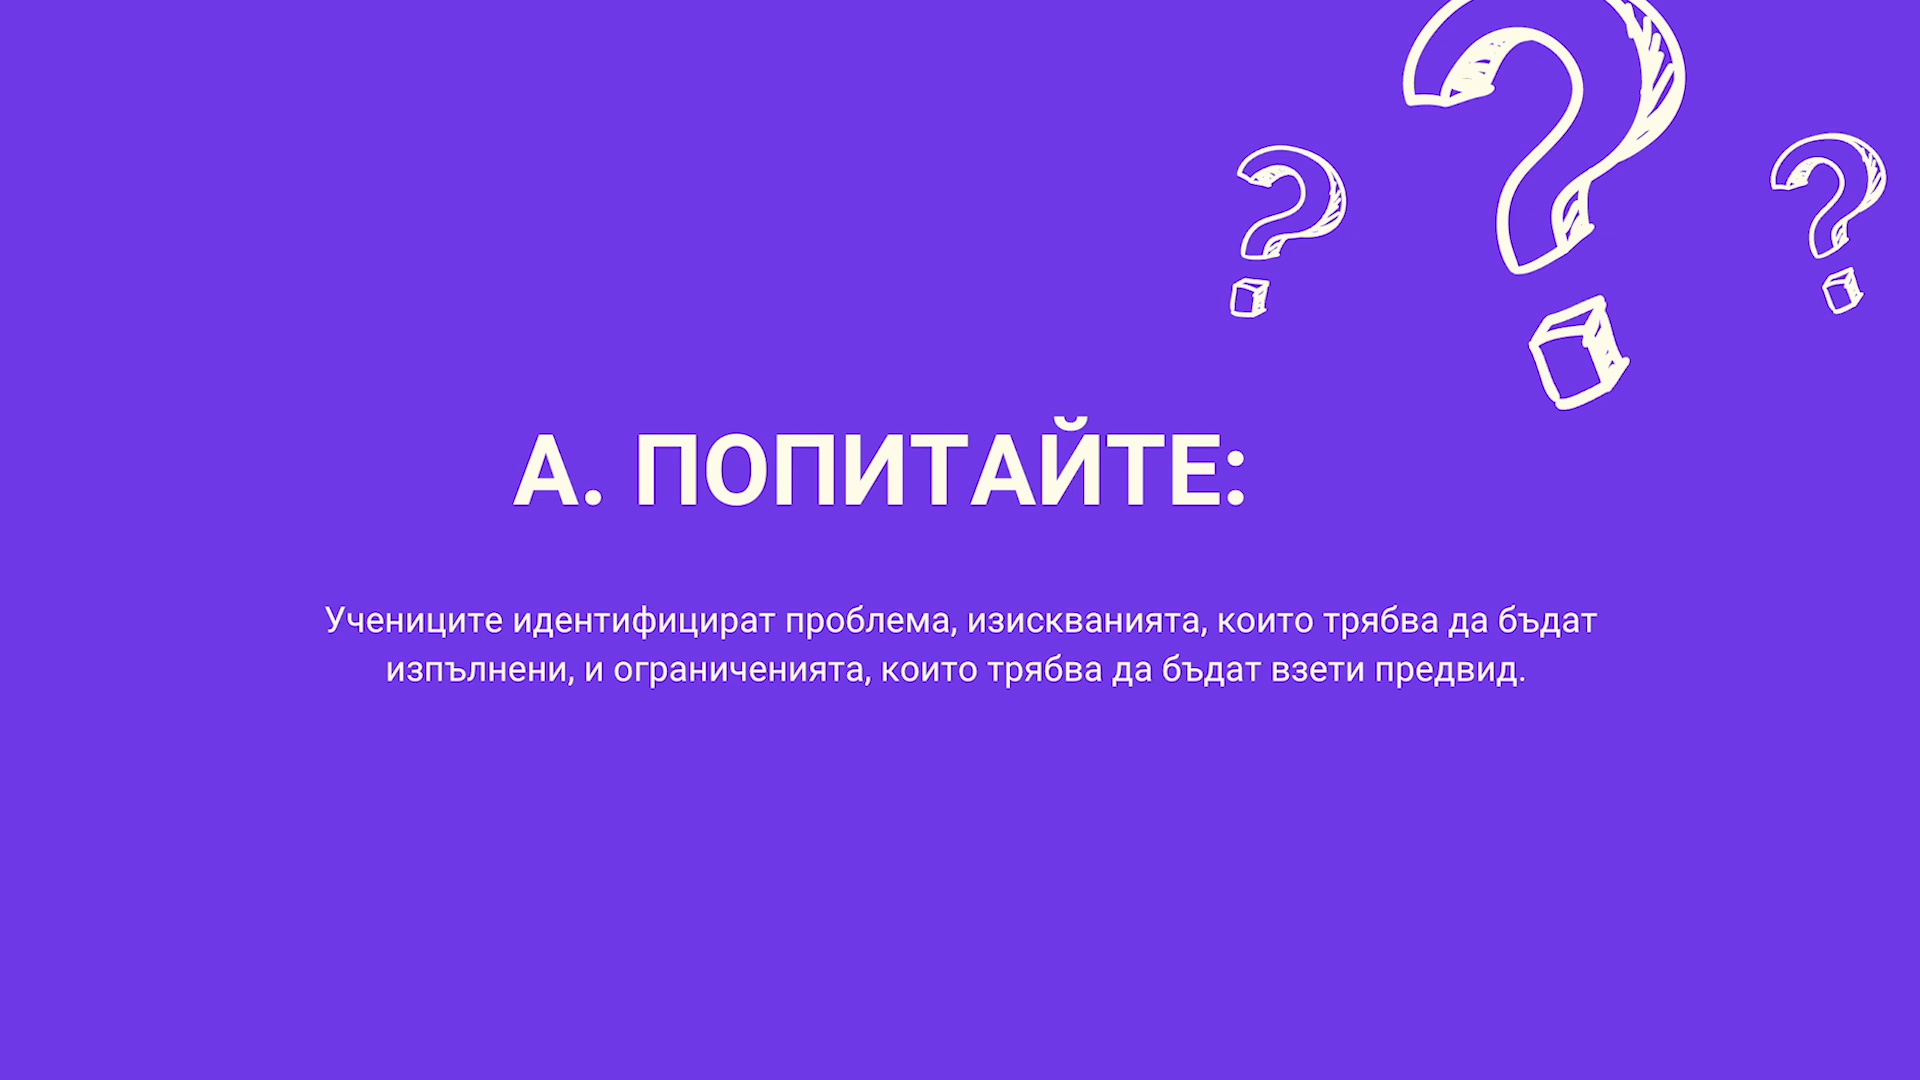 А. ПОПИТАЙТЕ:
Учениците идентифицират проблема, изискванията, които трябва да бъдат
изпълнени, и ограниченията, които трябва да бъдат взети предвид.